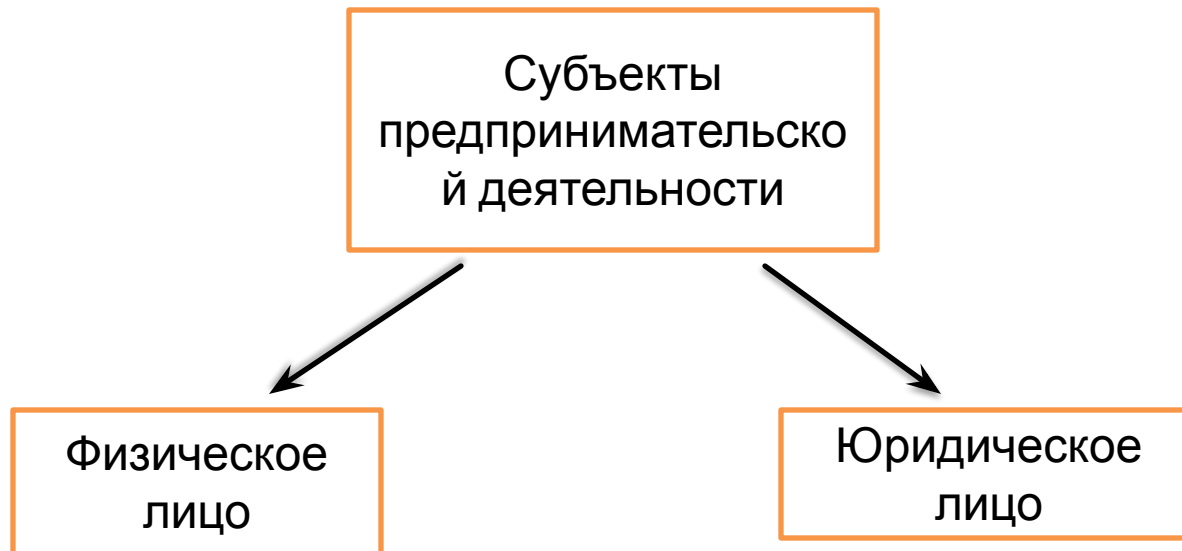 Субъекты
предпринимательско
й деятельности
Физическое
лицо
Юридическое
лицо